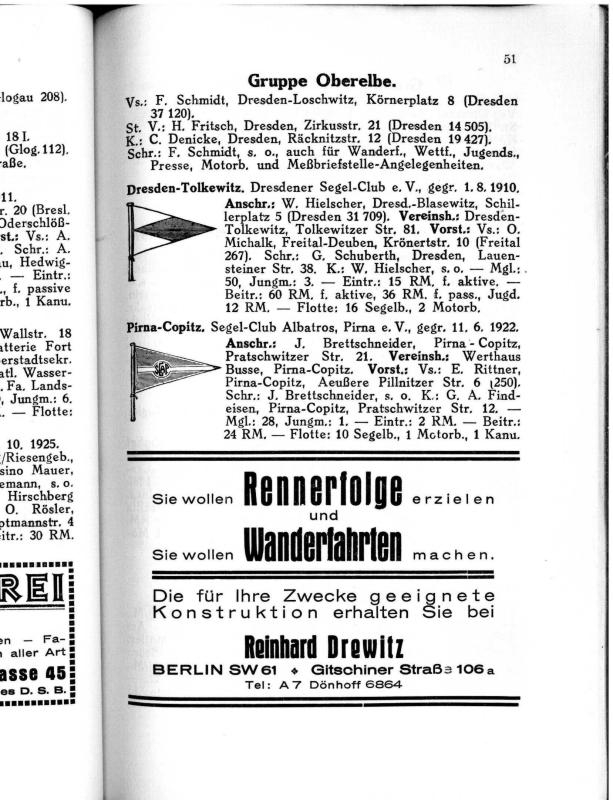 logau 208).
18 I.
(Glog. 112).
raße.
11.
r. 20 (Bresl.
Oderschlöß-
rst.: Vs.: A.
Schr.: A.
au, Hedwig-
— Eintr.:
., f. passive
rb., 1 Kanu.
Wallstr. 18
atterie Fort
erstadtsekr.
atl. Wasser-
. Fa. Lands-
, Jungm.: 6.
. — Flotte:
10. 1925.
/Riesengeb.,
sino Mauer,
emann, s. o.
Hirschberg
O. Rösler,
ptmannstr. 4
eitr.: 30 RM.
REI
en — Fa-
n aller Art
asse 45
es D. S. B.
51
Gruppe Oberelbe.
Vs.: F. Schmidt, Dresden-Loschwitz, Körnerplatz 8 (Dresden
37 120).
St. V.: H. Fritsch, Dresden, Zirkusstr. 21 (Dresden 14 505).
K.: C. Denicke, Dresden, Räcknitzstr. 12 (Dresden 19 427).
Schr.: F. Schmidt, s. o., auch für Wanderf., Wettf., Jugends.,
Presse, Motorb. und Meßbriefstelle-Angelegenheiten.
Dresden-Tolkewitz. Dresdener Segel-Club e. V., gegr. 1. 8. 1910.
Anschr.: W. Hielscher, Dresd.-Blasewitz, Schil-
lerplatz 5 (Dresden 31 709). Vereinsh.: Dresden-
Tolkewitz, Tolkewitzer Str. 81. Vorst.: Vs.: O.
Michalk, Freital-Deuben, Krönertstr. 10 (Freital
267). Schr.: G. Schuberth, Dresden, Lauen-
steiner Str. 38. K.: W. Hielscher, s. o. — Mgl.:
50, Jungm.: 3. — Eintr.: 15 RM. f. aktive. —
Beitr.: 60 RM. f. aktive, 36 RM. f. pass., Jugd.
12 RM. — Flotte: 16 Segelb., 2 Motorb.
Pirna-Copitz. Segel-Club Albatros, Pirna e. V., gegr. 11. 6. 1922.
Anschr.: J. Brettschneider, Pirna-Copitz,
Pratschwitzer Str. 21. Vereinsh.: Werthaus
Busse, Pirna-Copitz. Vorst.: Vs.: E. Rittner,
Pirna-Copitz, Aeußere Pillnitzer Str. 6 (250).
Schr.: J. Brettschneider, s. o. K.: G. A. Find-
eisen, Pirna-Copitz, Pratschwitzer Str. 12. —
Mgl.: 28, Jungm.: 1. — Eintr.: 2 RM. — Beitr.:
24 RM. — Flotte: 10 Segelb., 1 Motorb., 1 Kanu.
Sie wollen Rennerfolge erzielen
und
Sie wollen Wanderfahrten machen.
Die für Ihre Zwecke geeignete
Konstruktion erhalten Sie bei
Reinhard Drewitz
BERLIN SW 61 ❖ Gitschiner Straße 106a
Tel: A 7 Dönhoff 6864